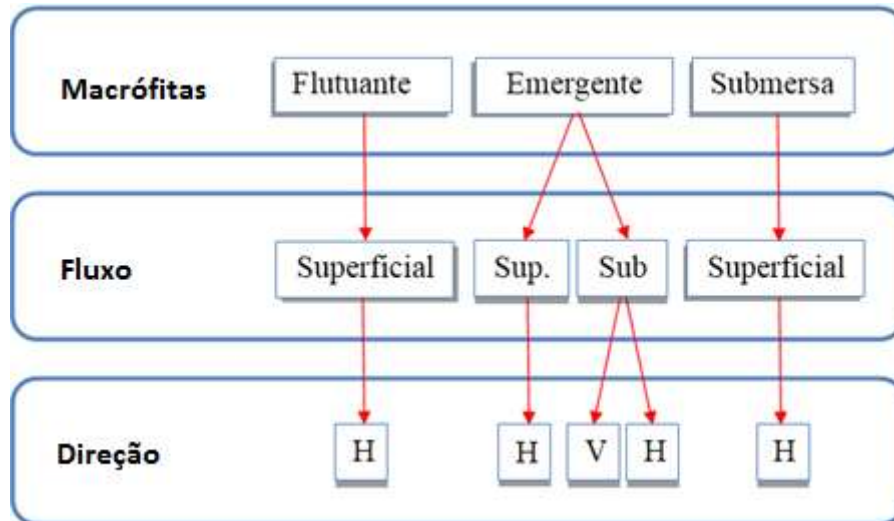 Macrófitas
Flutuante
Emergente
Submersa
Fluxo
Superficial
Sup.
Sub
Superficial
Direção
H
H
V
H
H